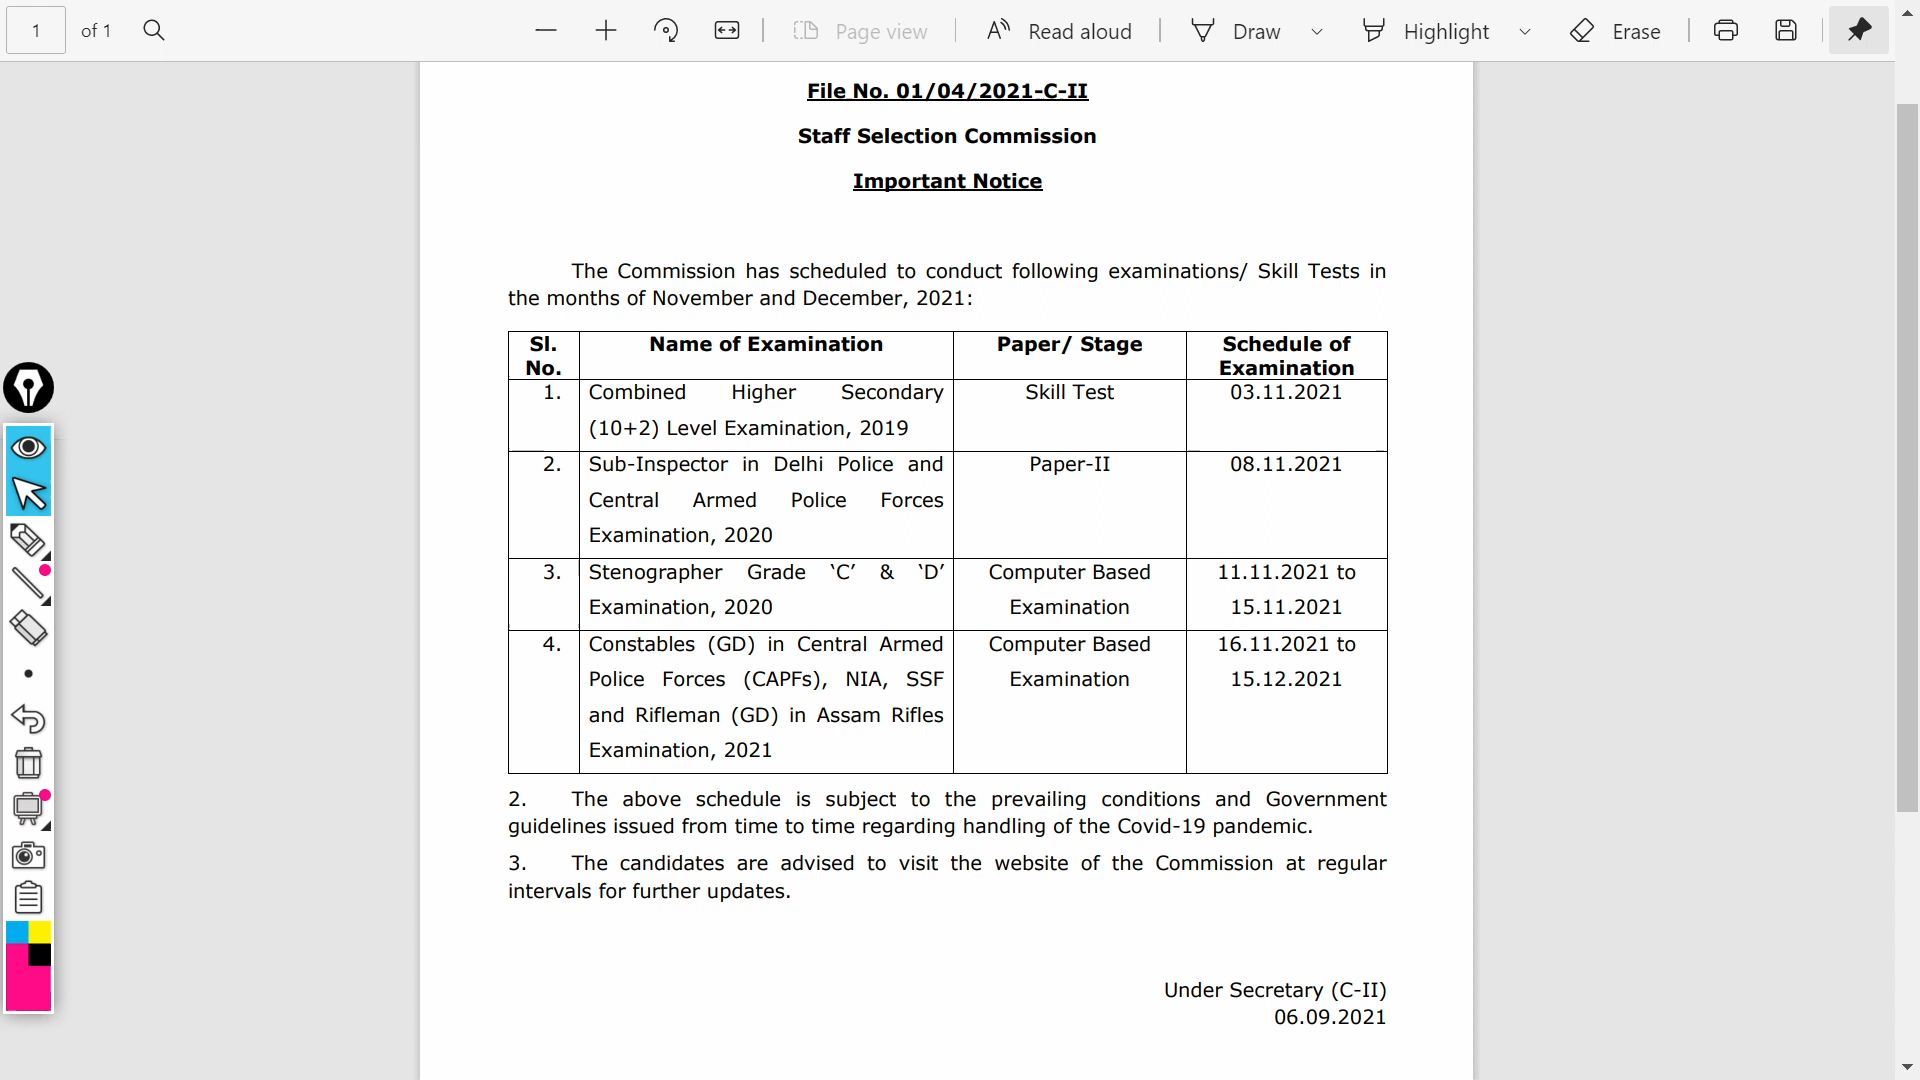 1 of 1 Page view Read aloud Draw Highlight Erase
File No. 01/04/2021-C-II
Staff Selection Commission
Important Notice
The Commission has scheduled to conduct following examinations/ Skill Tests in
the months of November and December, 2021:
Sl. No. Name of Examination Paper/ Stage Schedule of Examination
1. Combined Higher Secondary Skill Test 03.11.2021
(10+2) Level Examination, 2019
2. Sub-Inspector in Delhi Police and Paper-II 08.11.2021
Central Armed Police Forces
Examination, 2020
3. Stenographer Grade ‘C’ & ‘D’ Computer Based 11.11.2021 to
Examination, 2020 Examination 15.11.2021
4. Constables (GD) in Central Armed Computer Based 16.11.2021 to
Police Forces (CAPFs), NIA, SSF Examination 15.12.2021
and Rifleman (GD) in Assam Rifles
Examination, 2021
2. The above schedule is subject to the prevailing conditions and Government
guidelines issued from time to time regarding handling of the Covid-19 pandemic.
3. The candidates are advised to visit the website of the Commission at regular
intervals for further updates.
Under Secretary (C-II)
06.09.2021